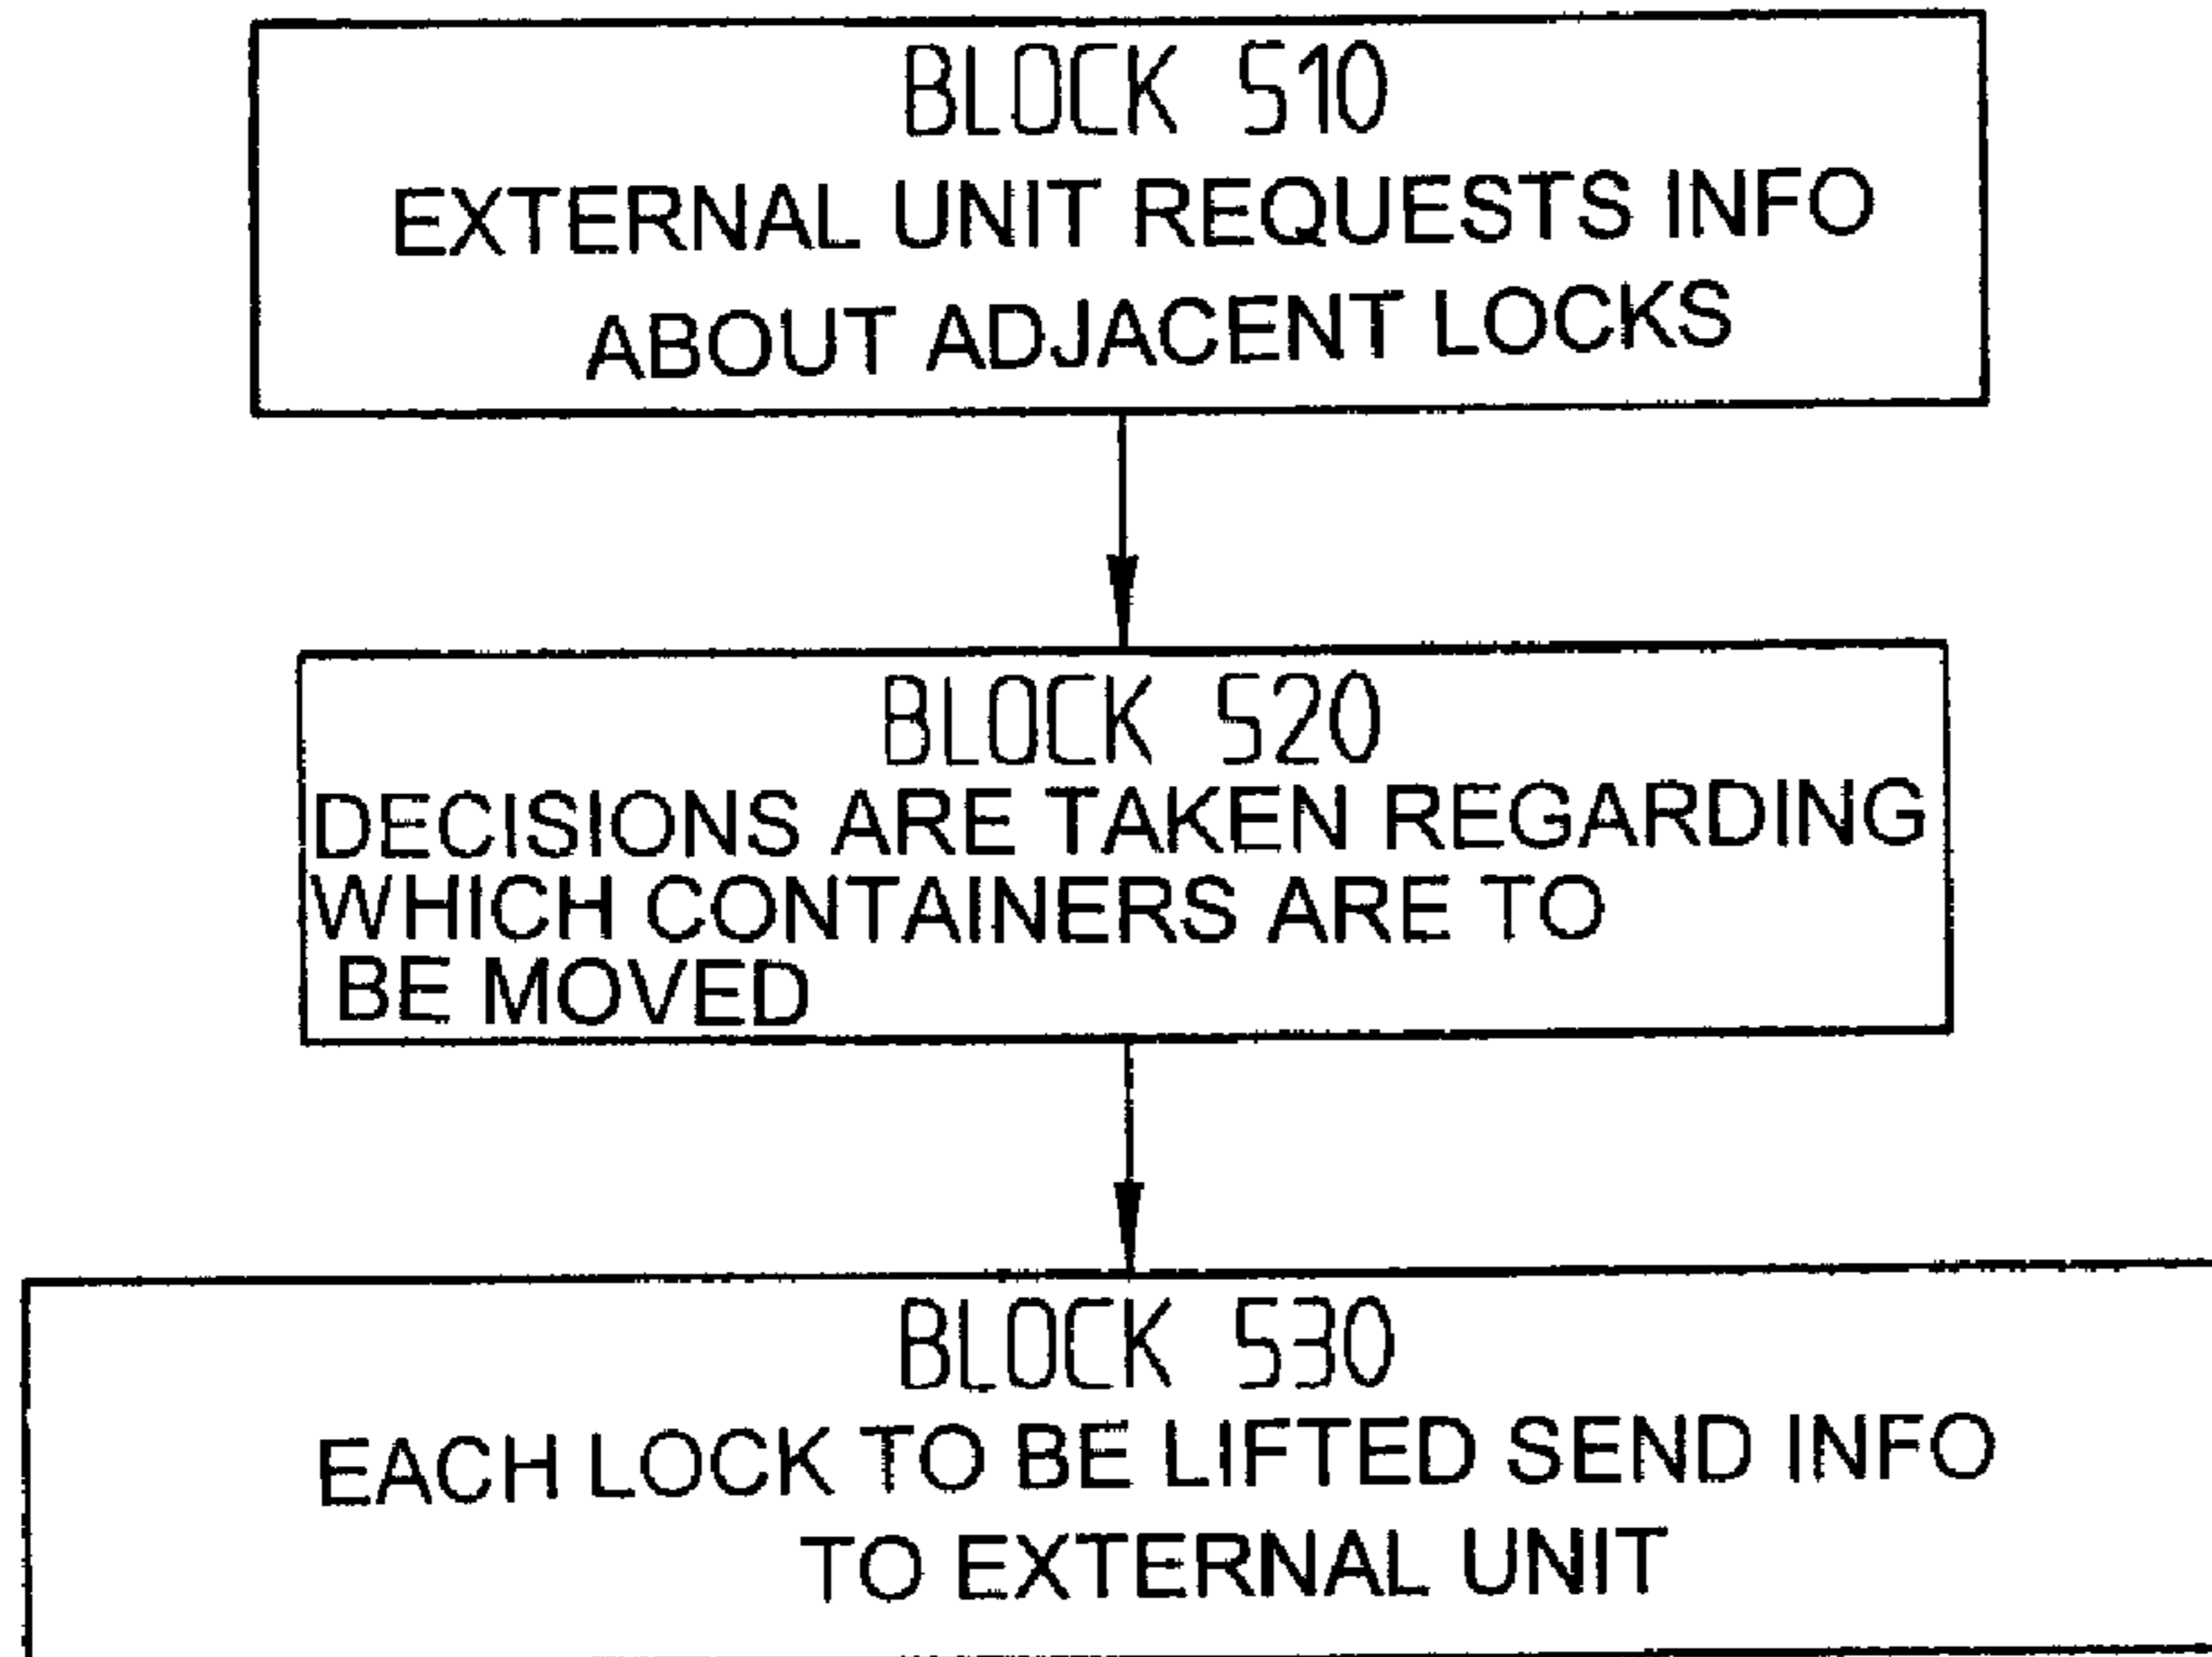 BLOCK 510
EXTERNAL UNIT REQUESTS INFO
ABOUT ADJACENT LOCKS
BLOCK 520
DECISIONS ARE TAKEN REGARDING
WHICH CONTAINERS ARE TO
BE MOVED
BLOCK 530
EACH LOCK TO BE LIFTED SEND INFO
TO EXTERNAL UNIT